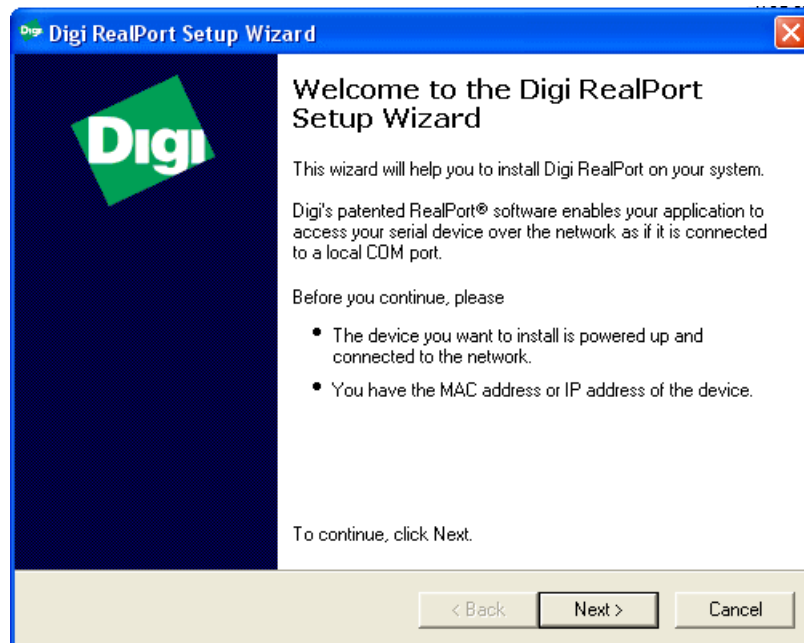 Digi RealPort Setup Wizard
Digi
Welcome to the Digi RealPort
Setup Wizard
This wizard will help you to install Digi RealPort on your system.
Digi's patented RealPort® software enables your application to
access your serial device over the network as if it is connected
to a local COM port.
Before you continue, please
• The device you want to install is powered up and
connected to the network.
• You have the MAC address or IP address of the device.
To continue, click Next.
< Back
Next >
Cancel